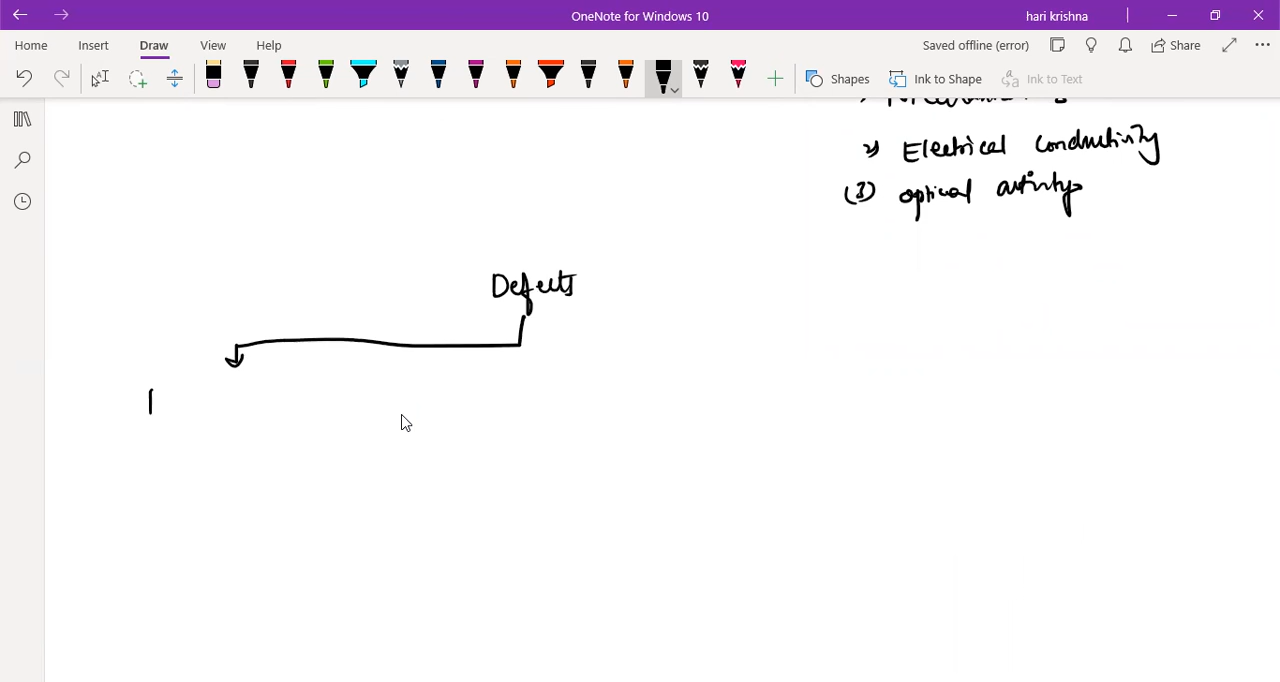 OneNote for Windows 10
hari krishna
Home Insert Draw View Help
Saved offline (error) Share
Shapes Ink to Shape Ink to Text
2) Electrical conductivity
(3) optical activity
Defects